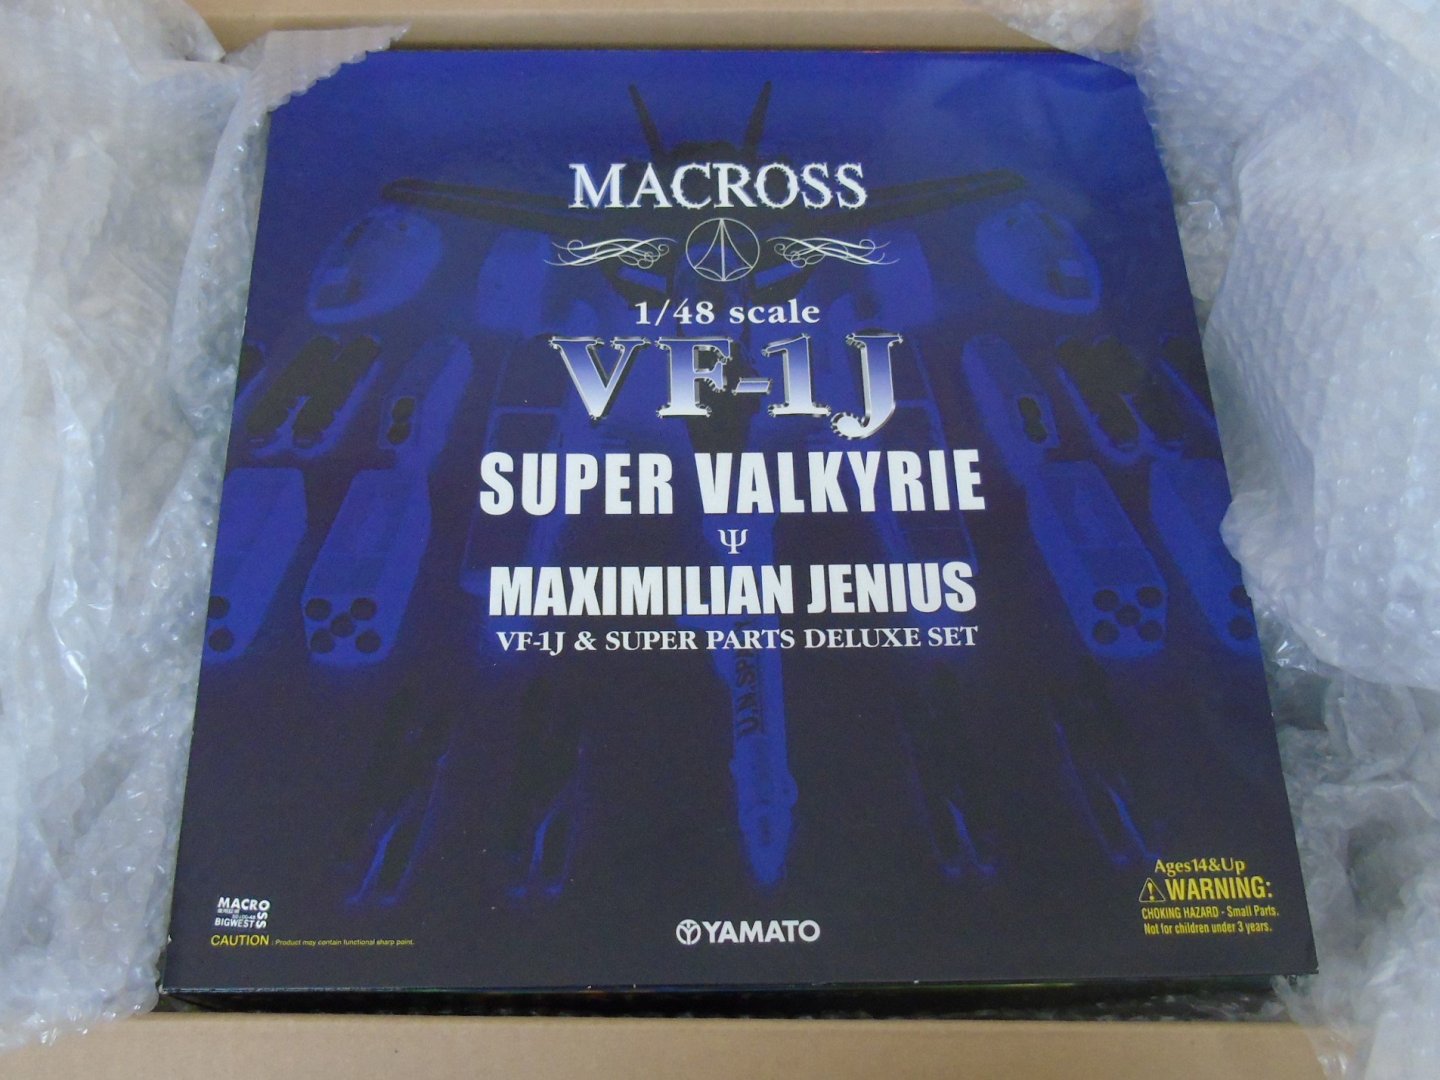 MACROSS
1/48 scale
VF-1J
SUPER VALKYRIE
Ψ
MAXIMILIAN JENIUS
VF-1J & SUPER PARTS DELUXE SET
U.N.SP
Ages14&Up
WARNING:
CHOKING HAZARD - Small Parts.
Not for children under 3 years.
MACROSS
BIGWEST
CAUTION : Product may contain functional sharp point.
YAMATO